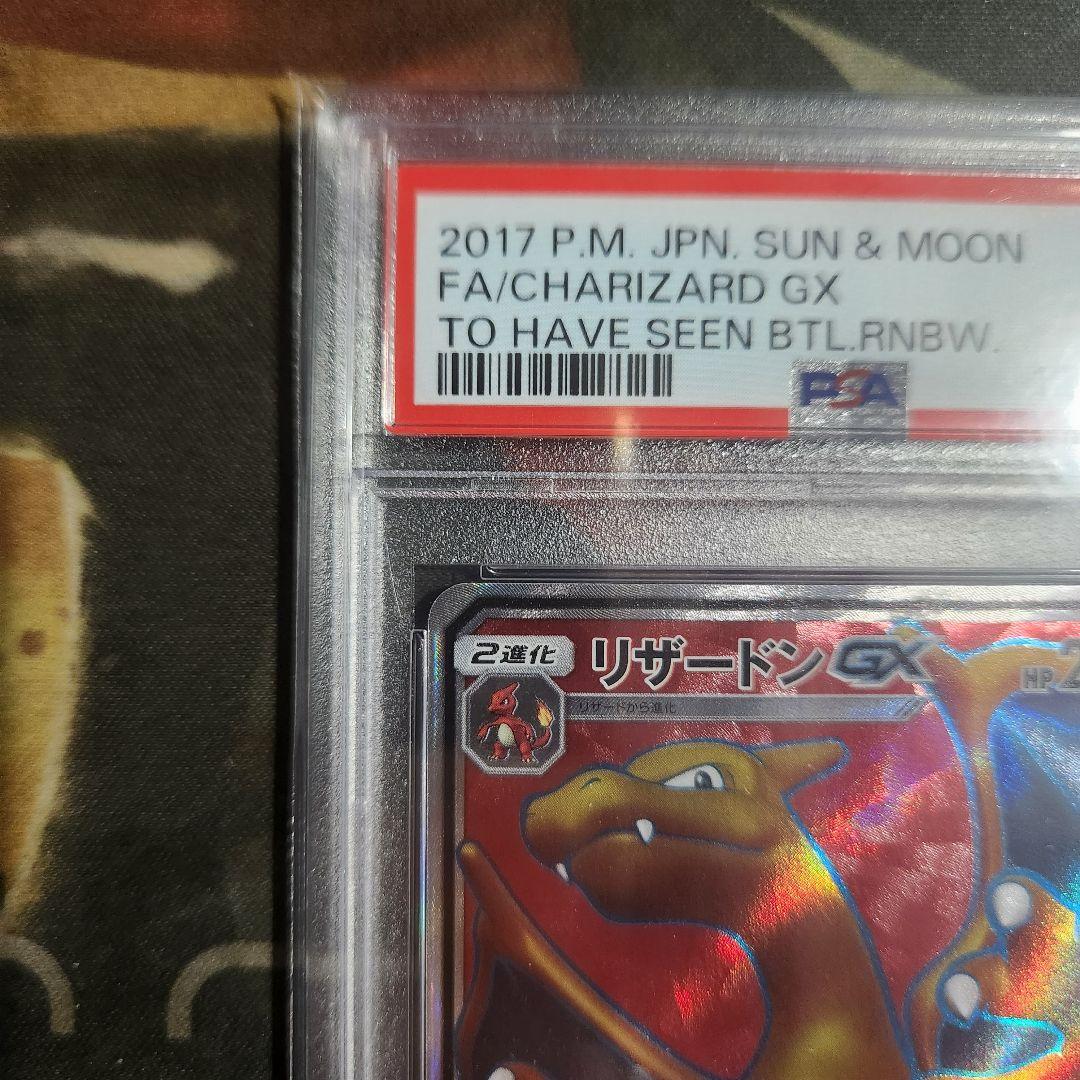 2017 P.M. JPN. SUN & MOON
FA/CHARIZARD GX
TO HAVE SEEN BTL.RNBW.
PSA
2進化 リザードンGX HP 2
リザードから進化